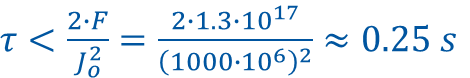 τ < 2·F / J_o^2 = 2·1.3·10^17 / (1000·10^6)^2 ≈ 0.25 s